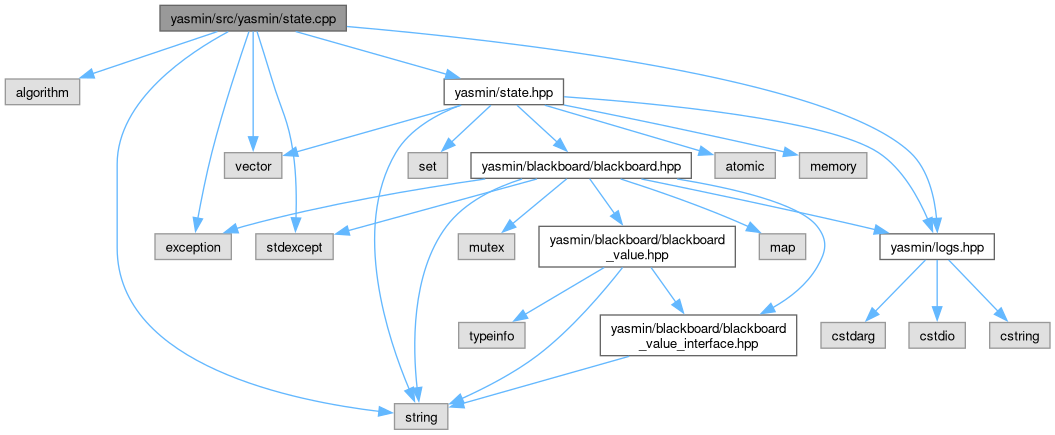 yasmin/src/yasmin/state.cpp
algorithm
yasmin/state.hpp
vector
set
yasmin/blackboard/blackboard.hpp
atomic
memory
exception
stdexcept
mutex
yasmin/blackboard/blackboard
_value.hpp
map
yasmin/logs.hpp
typeinfo
yasmin/blackboard/blackboard
_value_interface.hpp
cstdarg
cstdio
cstring
string